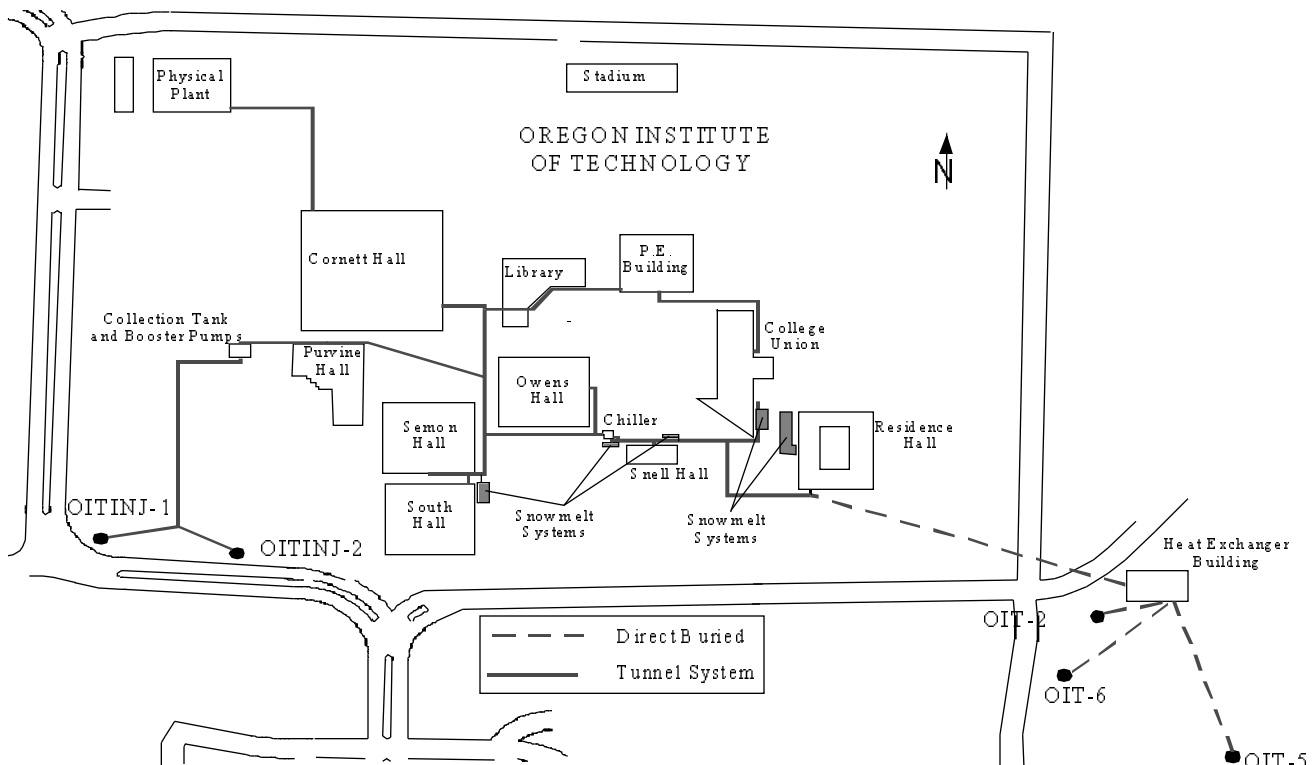 Physical
Plant
Stadium
OREGON INSTITUTE
OF TECHNOLOGY
N
Cornett Hall
Library
P.E.
Building
Collection Tank
and Booster Pumps
Purvine
Hall
College
Union
Owens
Hall
Semon
Hall
Chiller
Residence
Hall
Snell Hall
South
Hall
Snowmelt
Systems
Snowmelt
Systems
OITINJ-1
OITINJ-2
Heat Exchanger
Building
OIT-2
OIT-6
OIT-5
Direct Buried
Tunnel System